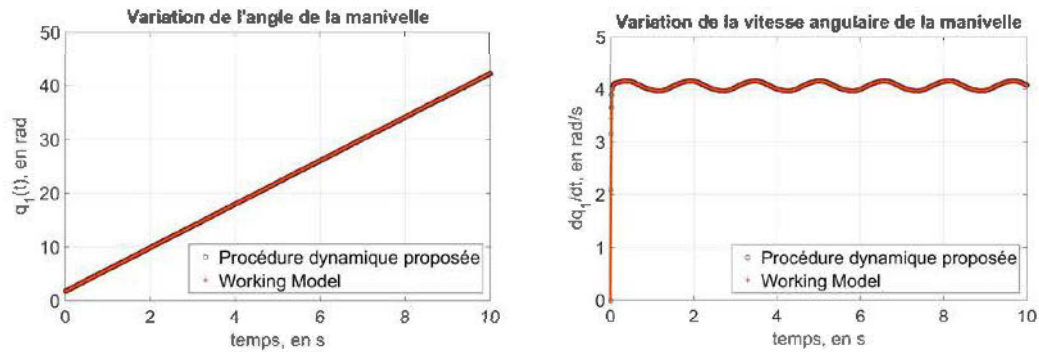 Variation de l'angle de la manivelle
50
40
30
20
10
0
q₁(t), en rad
0 2 4 6 8 10
temps, en s
Procédure dynamique proposée
Working Model
Variation de la vitesse angulaire de la manivelle
5
4
3
2
1
0
dq₁/dt, en rad/s
0 2 4 6 8 10
temps, en s
Procédure dynamique proposée
Working Model